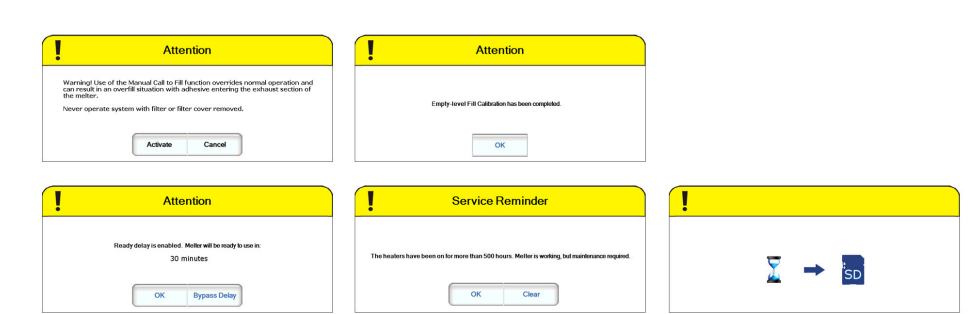 !
Attention
Warning! Use of the Manual Call to Fill function overrides normal operation and
can result in an overfill situation with adhesive entering the exhaust section of
the melter.
Never operate system with filter or filter cover removed.
Activate Cancel
!
Attention
Empty-level Fill Calibration has been completed.
OK
!
Attention
Ready delay is enabled. Melter will be ready to use in:
30 minutes
OK Bypass Delay
!
Service Reminder
The heaters have been on for more than 500 hours. Meller is working, but maintenance required.
OK Clear
!
SD